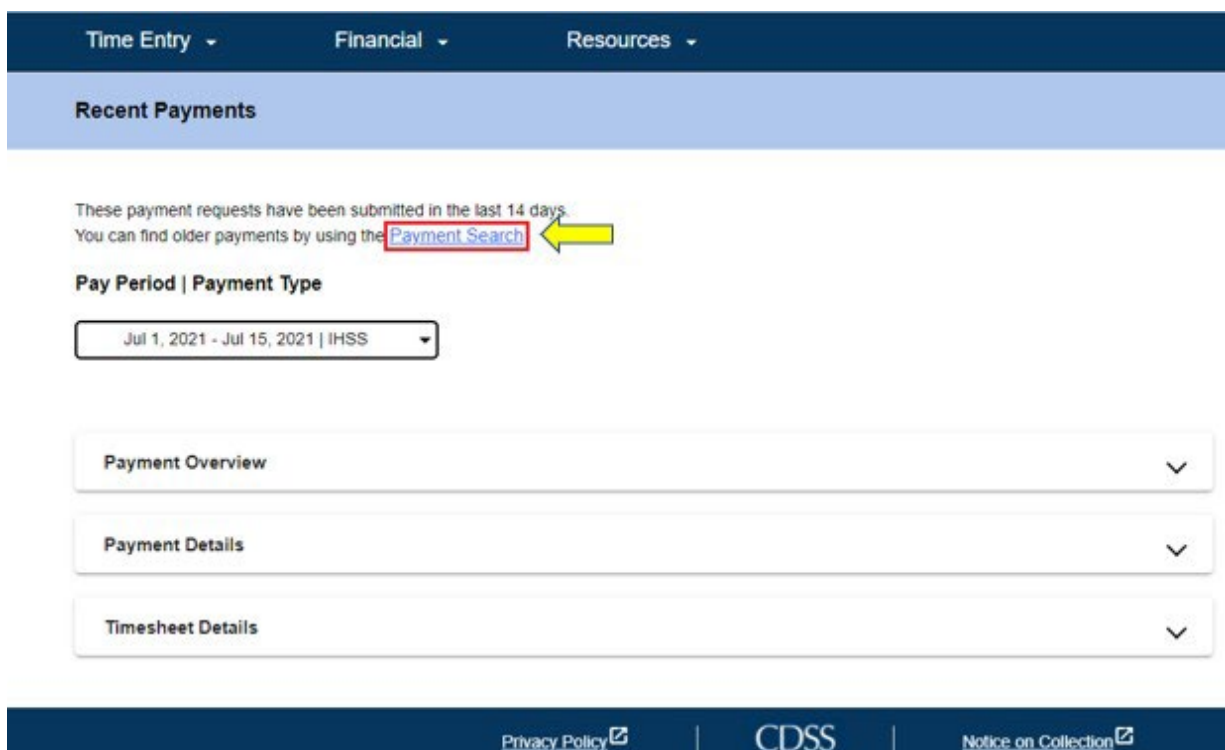 Time Entry Financial Resources
Recent Payments
These payment requests have been submitted in the last 14 days.
You can find older payments by using the Payment Search
Pay Period | Payment Type
Jul 1, 2021 - Jul 15, 2021 | IHSS
Payment Overview
Payment Details
Timesheet Details
Privacy Policy | CDSS | Notice on Collection